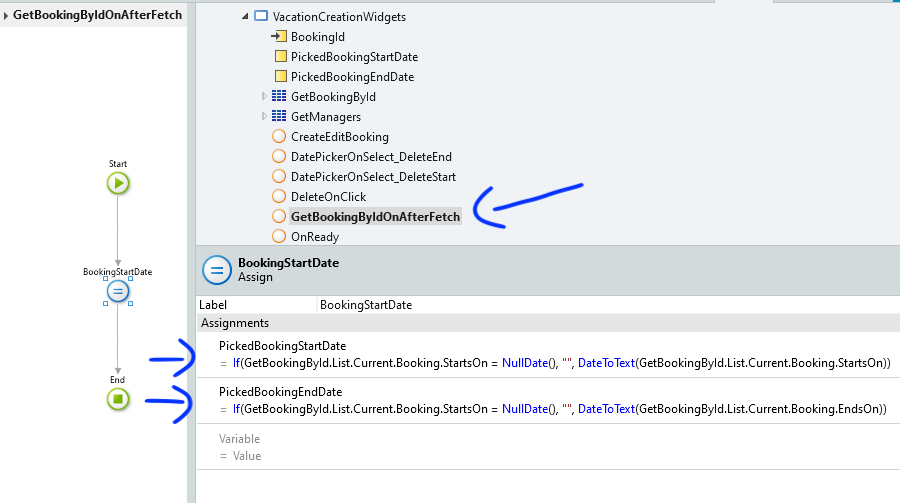 GetBookingByIdOnAfterFetch
Start
BookingStartDate
End
VacationCreationWidgets
BookingId
PickedBookingStartDate
PickedBookingEndDate
GetBookingById
GetManagers
CreateEditBooking
DatePickerOnSelect_DeleteEnd
DatePickerOnSelect_DeleteStart
DeleteOnClick
GetBookingByIdOnAfterFetch
OnReady
BookingStartDate
Assign
Label BookingStartDate
Assignments
PickedBookingStartDate
= If(GetBookingById.List.Current.Booking.StartsOn = NullDate(), "", DateToText(GetBookingById.List.Current.Booking.StartsOn))
PickedBookingEndDate
= If(GetBookingById.List.Current.Booking.StartsOn = NullDate(), "", DateToText(GetBookingById.List.Current.Booking.EndsOn))
Variable
= Value